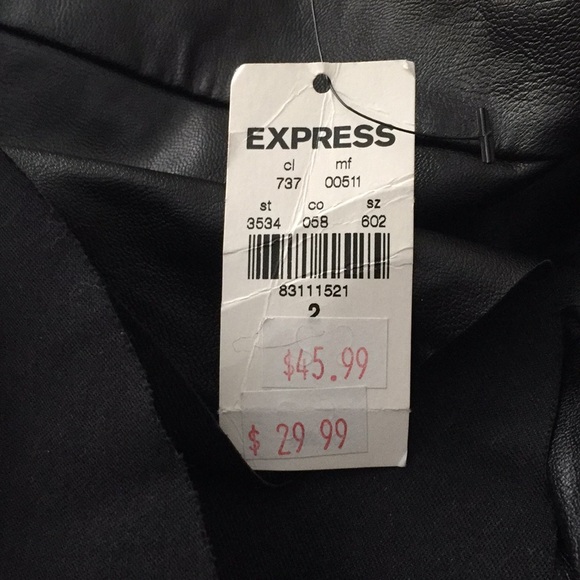 EXPRESS
cl mf
737 00511
st co sz
3534 058 602
83111521
2
$45.99
$ 29 99